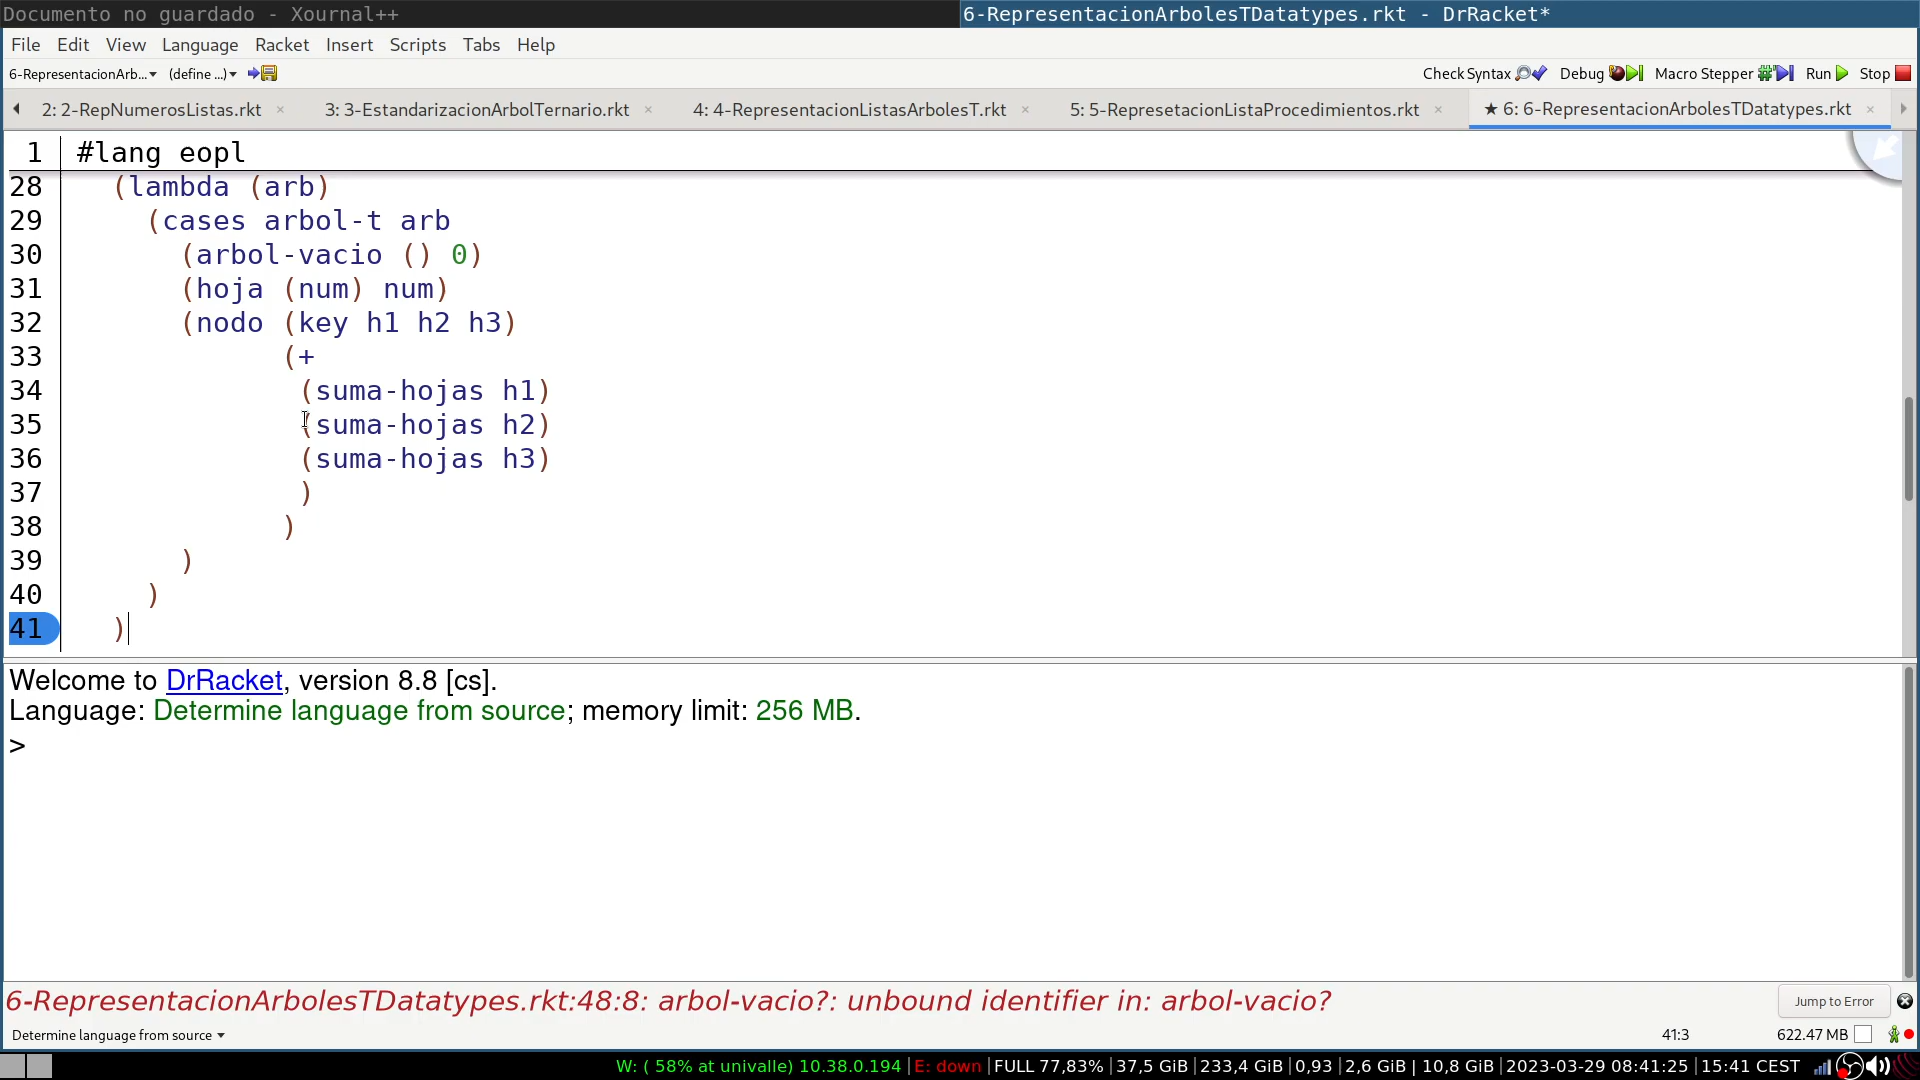 Documento no guardado - Xournal++
6-RepresentacionArbolesTDatatypes.rkt - DrRacket*
File Edit View Language Racket Insert Scripts Tabs Help
6-RepresentacionArb... (define ...) Check Syntax Debug Macro Stepper Run Stop
2: 2-RepNumerosListas.rkt 3: 3-EstandarizacionArbolTernario.rkt 4: 4-RepresentacionListasArbolesT.rkt 5: 5-RepresetacionListaProcedimientos.rkt ★ 6: 6-RepresentacionArbolesTDatatypes.rkt
1 #lang eopl
28 (lambda (arb)
29 (cases arbol-t arb
30 (arbol-vacio () 0)
31 (hoja (num) num)
32 (nodo (key h1 h2 h3)
33 (+
34 (suma-hojas h1)
35 (suma-hojas h2)
36 (suma-hojas h3)
37 )
38 )
39 )
40 )
41 )
Welcome to DrRacket, version 8.8 [cs].
Language: Determine language from source; memory limit: 256 MB.
>
6-RepresentacionArbolesTDatatypes.rkt:48:8: arbol-vacio?: unbound identifier in: arbol-vacio?
Jump to Error
Determine language from source 41:3 622.47 MB
W: ( 58% at univalle) 10.38.0.194 |E: down |FULL 77,83% |37,5 GiB |233,4 GiB |0,93 |2,6 GiB | 10,8 GiB |2023-03-29 08:41:25 |15:41 CEST